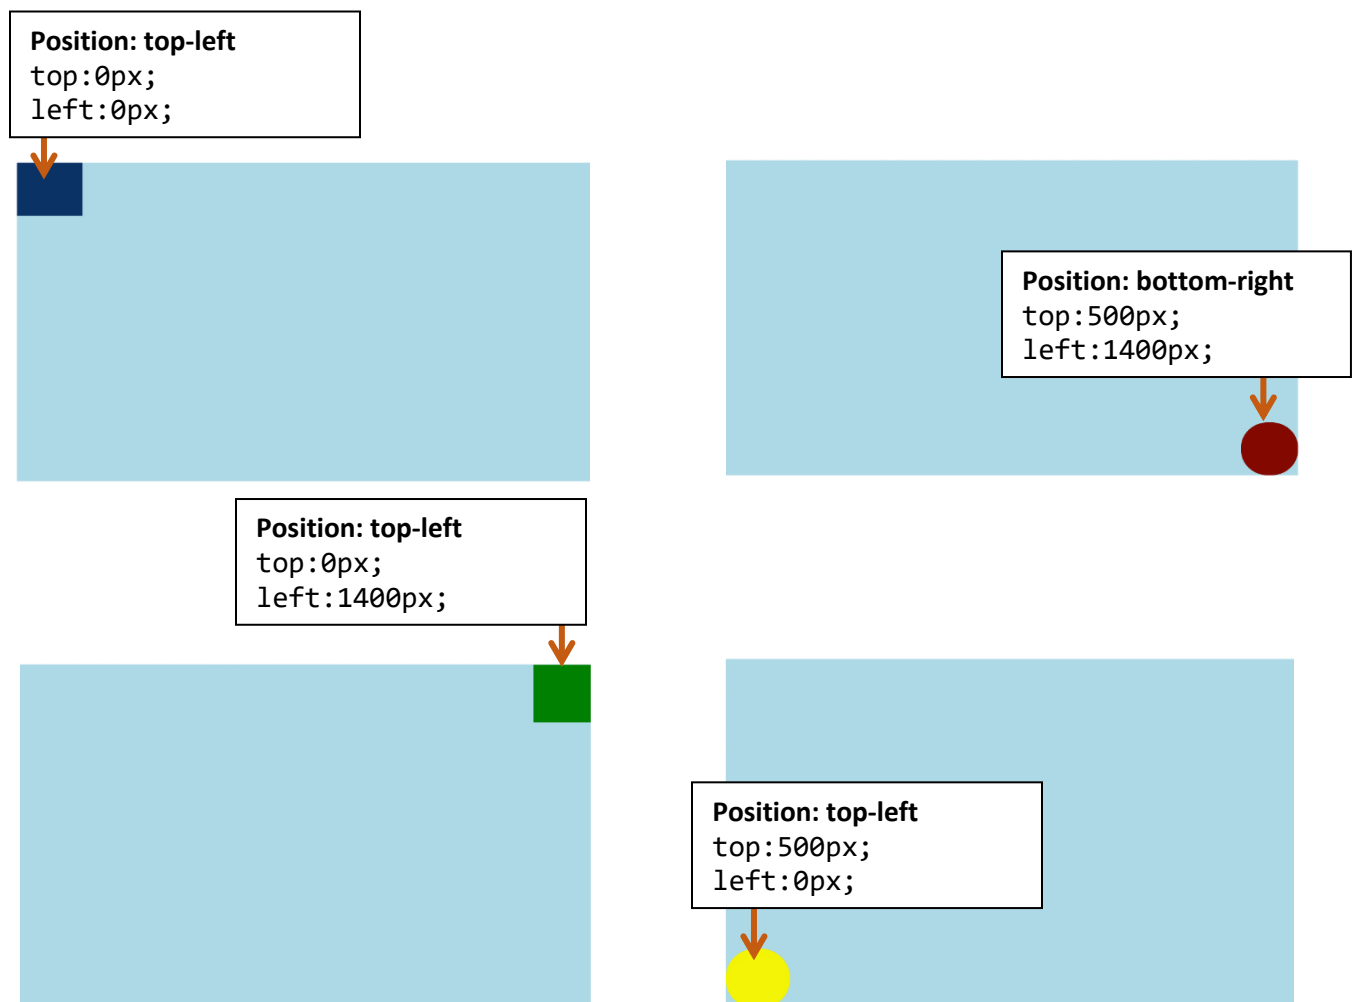 Position: top-left
top:0px;
left:0px;
Position: bottom-right
top:500px;
left:1400px;
Position: top-left
top:0px;
left:1400px;
Position: top-left
top:500px;
left:0px;